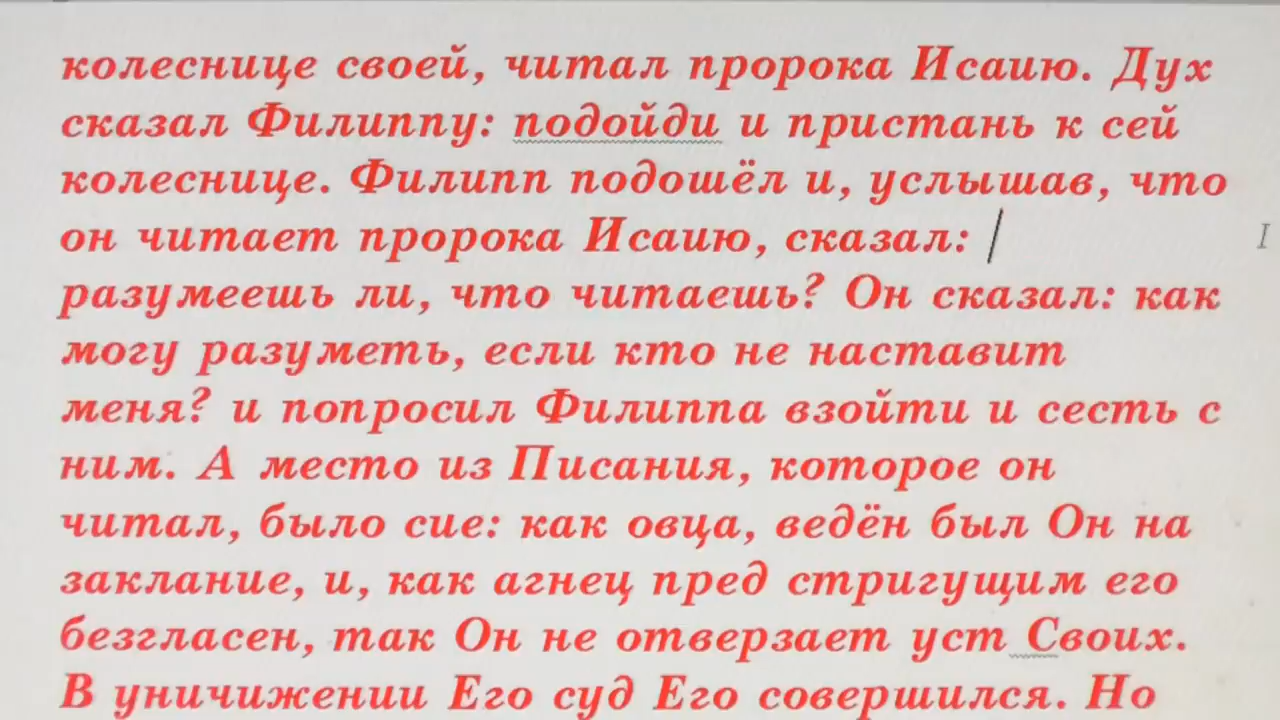 колеснице своей, читал пророка Исаию. Дух
сказал Филиппу: подойди и пристань к сей
колеснице. Филипп подошёл и, услышав, что
он читает пророка Исаию, сказал:
разумеешь ли, что читаешь? Он сказал: как
могу разуметь, если кто не наставит
меня? и попросил Филиппа взойти и сесть с
ним. А место из Писания, которое он
читал, было сие: как овца, ведён был Он на
заклание, и, как агнец пред стригущим его
безгласен, так Он не отверзает уст Своих.
В уничижении Его суд Его совершился. Но